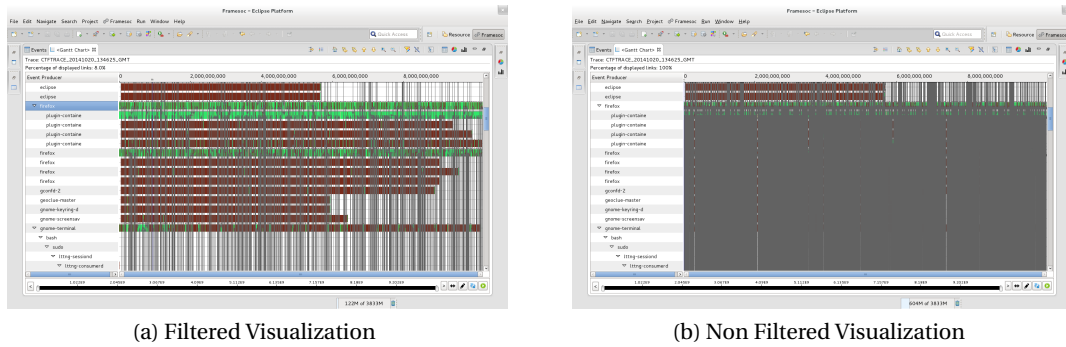 Framesoc - Eclipse Platform
File Edit Navigate Search Project Framesoc Run Window Help
Quick Access Resource Framesoc
Events <Gantt Chart>
Trace: CTFTRACE_20141020_134625_GMT
Percentage of displayed links: 8.0%
Event Producer 0 2,000,000,000 4,000,000,000 6,000,000,000 8,000,000,000
eclipse
eclipse
firefox
plugin-containe
plugin-containe
plugin-containe
plugin-containe
firefox
firefox
firefox
firefox
gconfd-2
geoclue-master
gnome-keyring-d
gnome-screensav
gnome-terminal
bash
sudo
lttng-sessiond
lttng-consumerd
122M of 3833M
(a) Filtered Visualization
Framesoc - Eclipse Platform
File Edit Navigate Search Project Framesoc Run Window Help
Quick Access Resource Framesoc
Events <Gantt Chart>
Trace: CTFTRACE_20141020_134625_GMT
Percentage of displayed links: 100%
Event Producer 0 2,000,000,000 4,000,000,000 6,000,000,000 8,000,000,000
eclipse
eclipse
firefox
plugin-containe
plugin-containe
plugin-containe
plugin-containe
firefox
firefox
firefox
firefox
gconfd-2
geoclue-master
gnome-keyring-d
gnome-screensav
gnome-terminal
bash
sudo
lttng-sessiond
lttng-consumerd
604M of 3833M
(b) Non Filtered Visualization